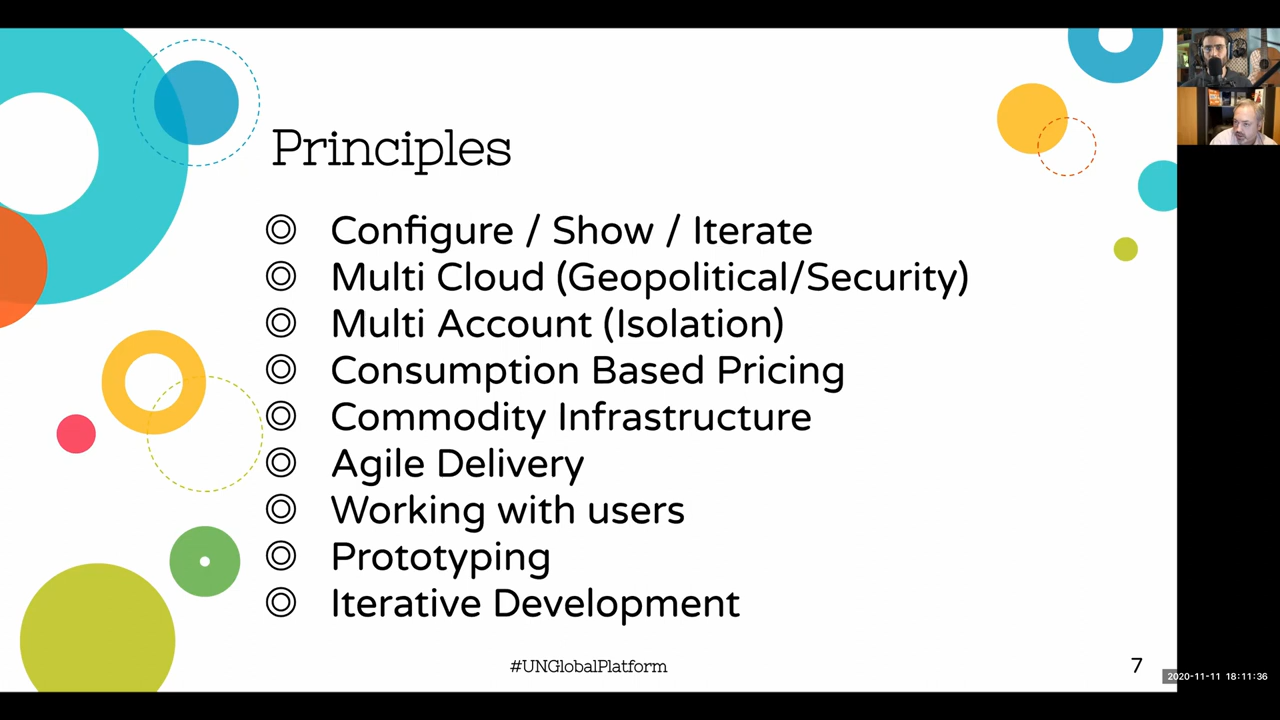 Principles
Configure / Show / Iterate
Multi Cloud (Geopolitical/Security)
Multi Account (Isolation)
Consumption Based Pricing
Commodity Infrastructure
Agile Delivery
Working with users
Prototyping
Iterative Development
#UNGlobalPlatform
7
2020-11-11 18:11:36